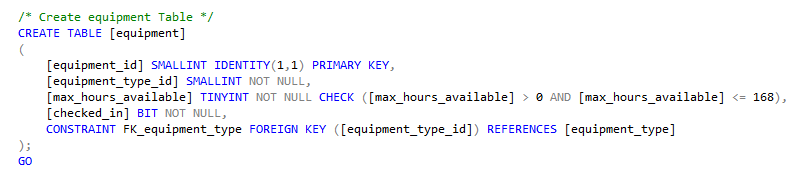 /* Create equipment Table */
CREATE TABLE [equipment]
(
    [equipment_id] SMALLINT IDENTITY(1,1) PRIMARY KEY,
    [equipment_type_id] SMALLINT NOT NULL,
    [max_hours_available] TINYINT NOT NULL CHECK ([max_hours_available] > 0 AND [max_hours_available] <= 168),
    [checked_in] BIT NOT NULL,
    CONSTRAINT FK_equipment_type FOREIGN KEY ([equipment_type_id]) REFERENCES [equipment_type]
);
GO